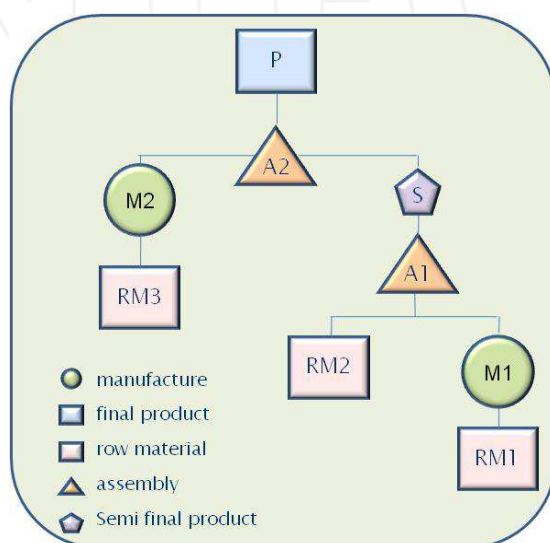 P
A2
M2
S
A1
RM3
RM2
M1
RM1
manufacture
final product
row material
assembly
Semi final product